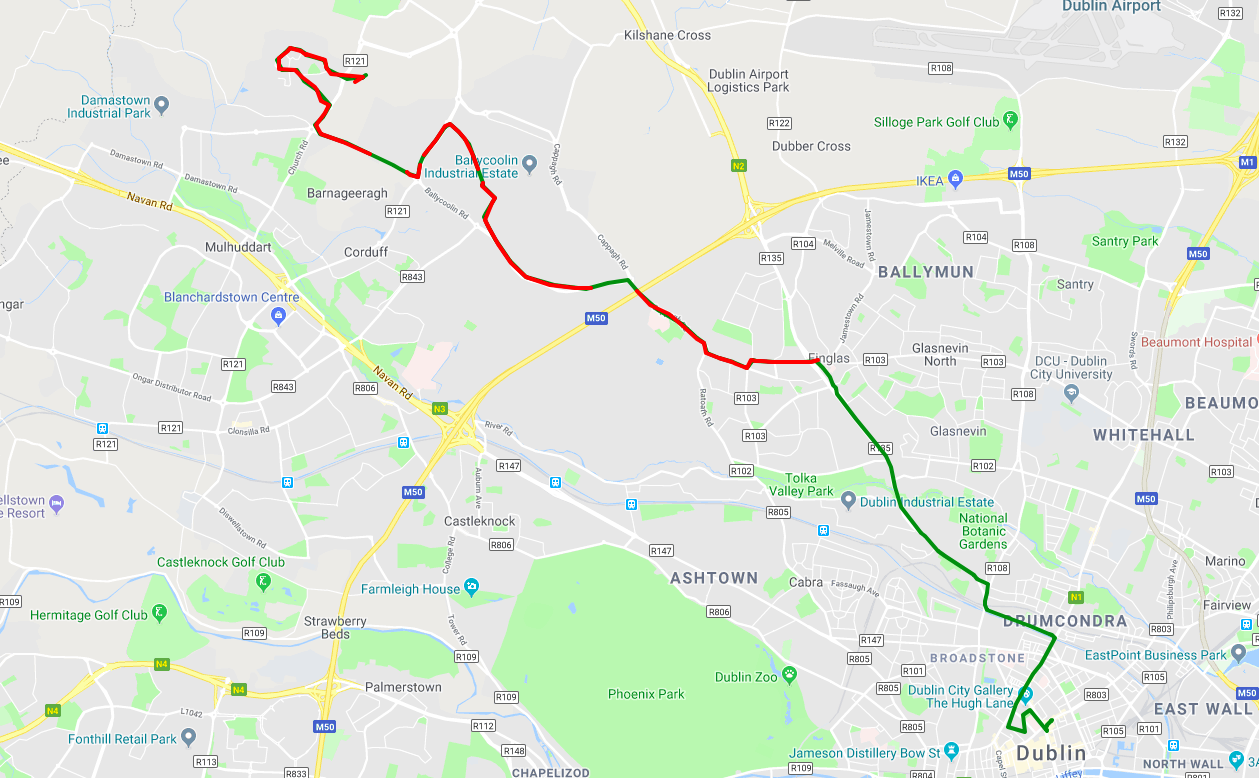 Dublin Airport
R132
Kilshane Cross
R121
R108
Dublin Airport
Logistics Park
Damastown
Industrial Park
R122
Silloge Park Golf Club
R132
Dubber Cross
Church Rd
Cappagh Rd
Damastown Rd
Damastown Rd
Ballycoolin
Industrial Estate
N2
M1
M50
IKEA
Navan Rd
Barnageeragh
R121
Ballycoolin Rd
Jamestown Rd
Mulhuddart
Corduff
Cappagh Rd
R104
Melville Road
R104
R108
Santry Park
R135
M50
R843
BALLYMUN
Santry
Blanchardstown Centre
M50
Jamestown Rd
Swords Rd
Beaumont Hospital
Finglas
R103
Glasnevin
North
R103
DCU - Dublin
City University
R121
Navan Rd
Ongar Distributor Road
R843
R806
Ratoath Rd
R103
R108
BEAUMO
N3
R121
Clonsilla Rd
River Rd
R103
R135
Glasnevin
WHITEHALL
R121
R147
R102
R102
R103
Tolka
Valley Park
M50
Auburn Ave
M50
Dublin Industrial Estate
ellstown
e Resort
Diswellstown Rd
R805
National
Botanic
Gardens
Castleknock
R806
R147
College Rd
Castleknock Golf Club
R108
Marino
ASHTOWN
Cabra
Fassaugh Ave
Farmleigh House
N1
Philipsburgh Ave
R109
Hermitage Golf Club
R806
Fairview
Strawberry
Beds
R109
Tower Rd
DRUMCONDRA
R803
R147
R805
BROADSTONE
EastPoint Business Park
N4
R109
R101
R105
N4
Palmerstown
Dublin Zoo
R805
Dublin City Gallery
The Hugh Lane
R803
M50
N4
Phoenix Park
R109
EAST WALL
L1042
M50
R112
R805
R105
R101
Fonthill Retail Park
R148
Jameson Distillery Bow St
Dublin
R113
R833
CHAPELIZOD
R109
R804
NORTH WALL